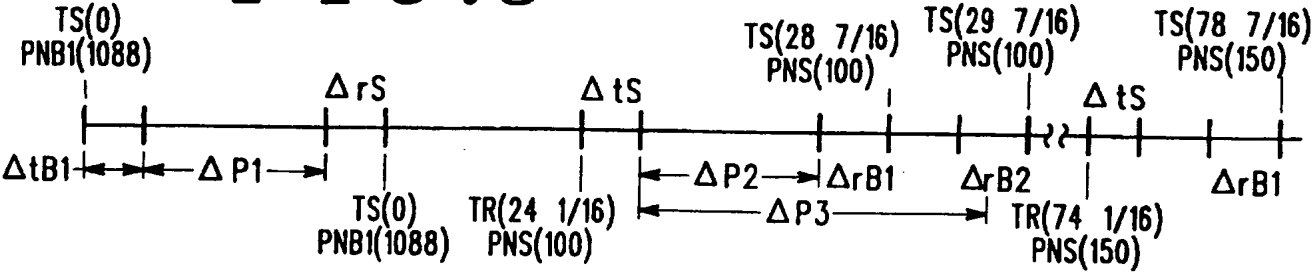 TS(0)
PNB1(1088)
TS(28 7/16)
PNS(100)
TS(29 7/16)
PNS(100)
TS(78 7/16)
PNS(150)
ΔrS
ΔtS
ΔtS
ΔtB1
ΔP1
ΔP2
ΔrB1
ΔrB2
ΔrB1
ΔP3
TS(0)
PNB1(1088)
TR(24 1/16)
PNS(100)
TR(74 1/16)
PNS(150)